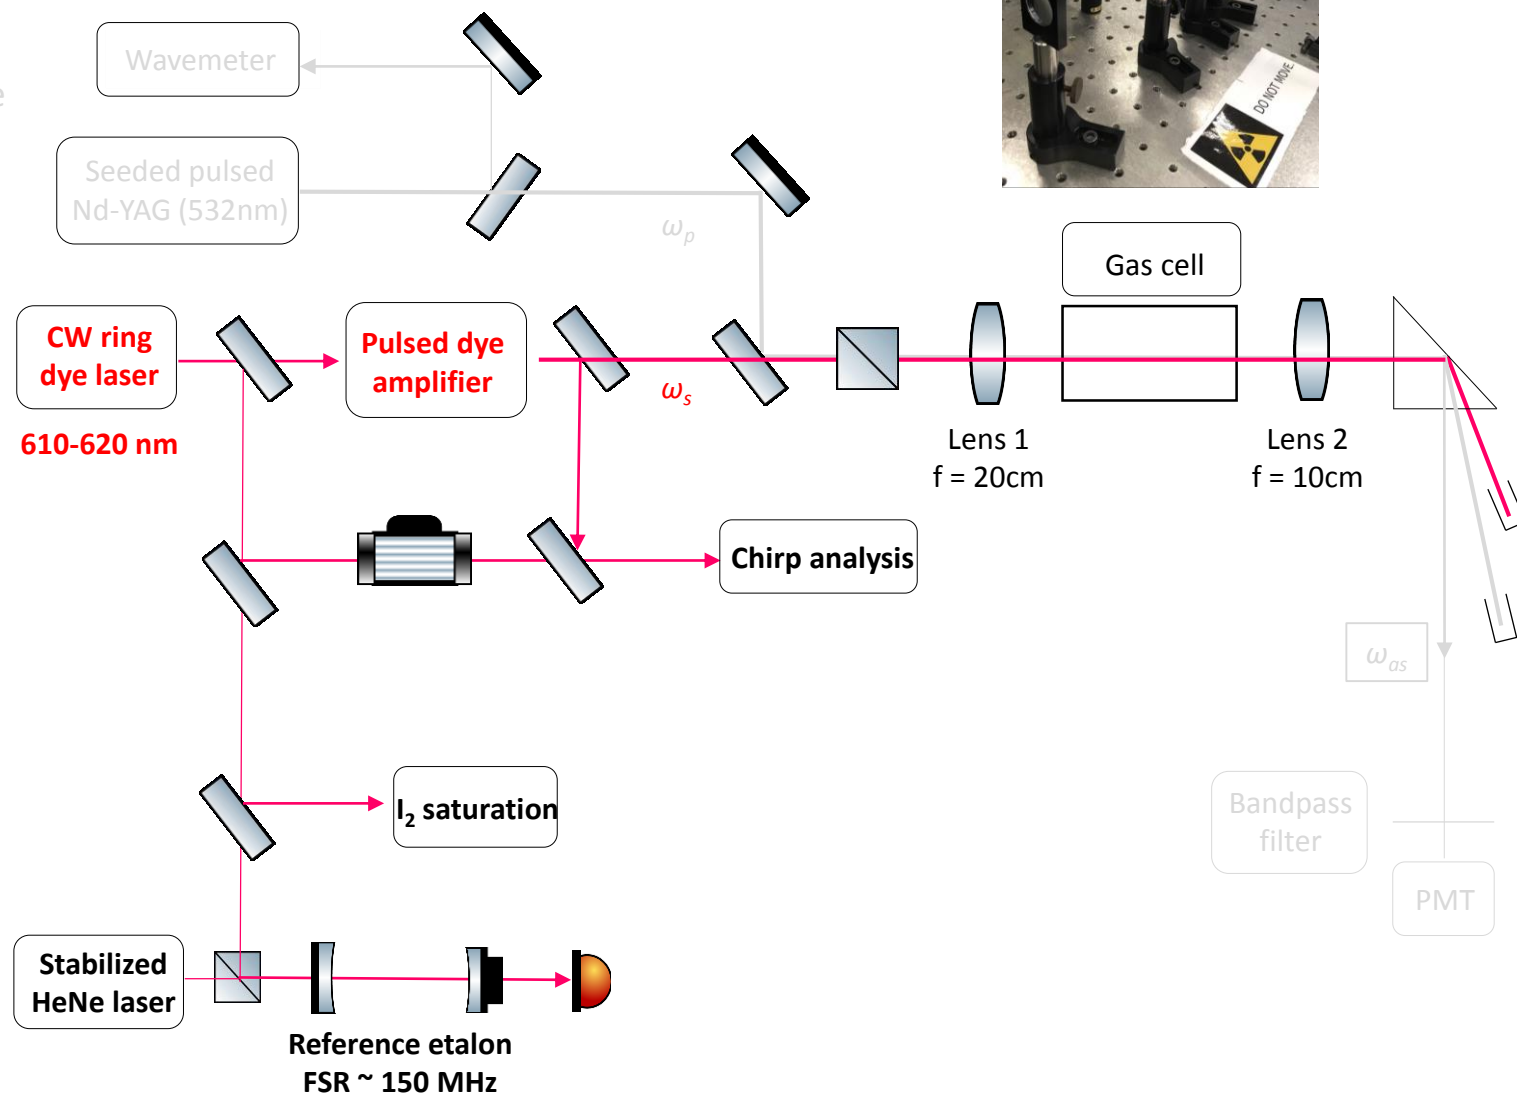 Wavemeter
e
DO NOT MOVE
Seeded pulsed
Nd-YAG (532nm)
ωp
Gas cell
CW ring
dye laser
Pulsed dye
amplifier
ωs
610-620 nm
Lens 1
f = 20cm
Lens 2
f = 10cm
Chirp analysis
ωas
I2 saturation
Bandpass
filter
PMT
Stabilized
HeNe laser
Reference etalon
FSR ~ 150 MHz